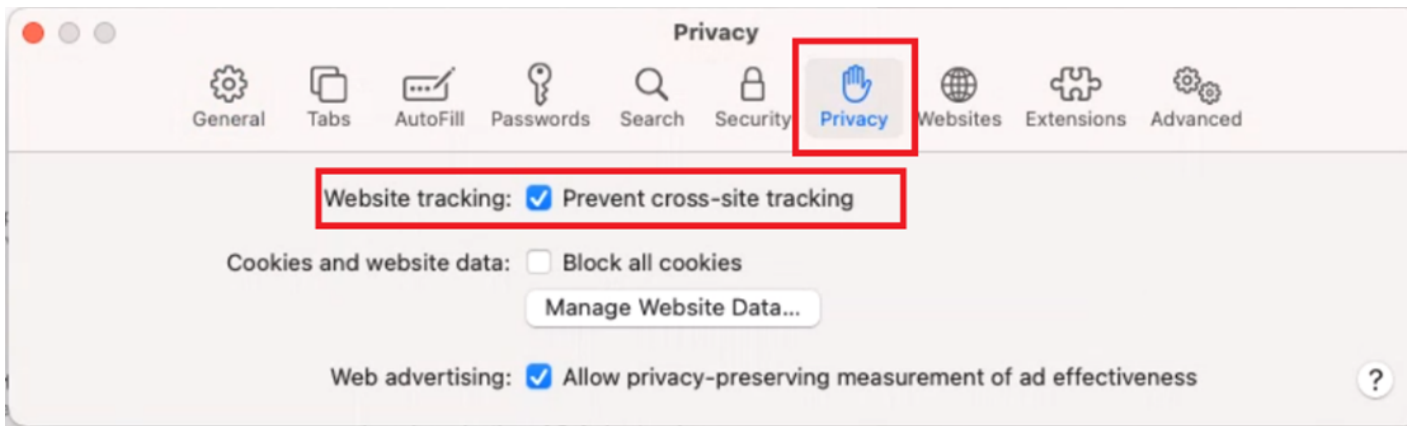 Privacy
General Tabs AutoFill Passwords Search Security Privacy Websites Extensions Advanced
Website tracking: Prevent cross-site tracking
Cookies and website data: Block all cookies
Manage Website Data...
Web advertising: Allow privacy-preserving measurement of ad effectiveness ?